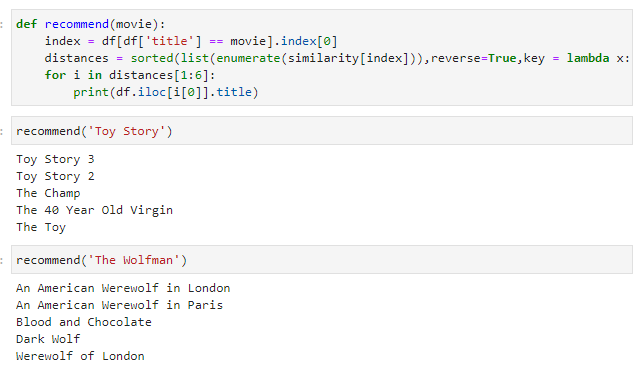 def recommend(movie):
    index = df[df['title'] == movie].index[0]
    distances = sorted(list(enumerate(similarity[index])),reverse=True,key = lambda x:
    for i in distances[1:6]:
        print(df.iloc[i[0]].title)
recommend('Toy Story')
Toy Story 3
Toy Story 2
The Champ
The 40 Year Old Virgin
The Toy
recommend('The Wolfman')
An American Werewolf in London
An American Werewolf in Paris
Blood and Chocolate
Dark Wolf
Werewolf of London